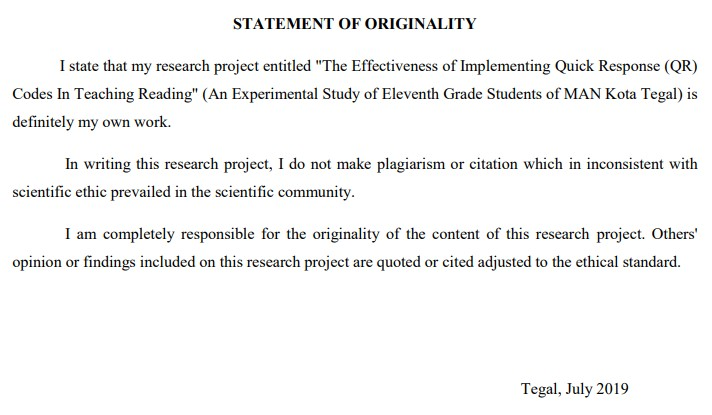 STATEMENT OF ORIGINALITY
I state that my research project entitled "The Effectiveness of Implementing Quick Response (QR)
Codes In Teaching Reading" (An Experimental Study of Eleventh Grade Students of MAN Kota Tegal) is
definitely my own work.
In writing this research project, I do not make plagiarism or citation which in inconsistent with
scientific ethic prevailed in the scientific community.
I am completely responsible for the originality of the content of this research project. Others'
opinion or findings included on this research project are quoted or cited adjusted to the ethical standard.
Tegal, July 2019